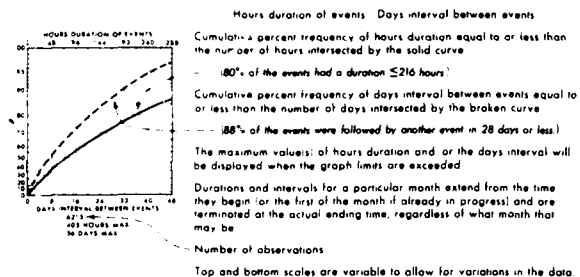 Hours duration of events   Days interval between events
HOURS DURATION OF EVENTS
Cumulative percent frequency of hours duration equal to or less than
the number of hours intersected by the solid curve
(80% of the events had a duration ≤216 hours.)
Cumulative percent frequency of days interval between events equal to
or less than the number of days intersected by the broken curve
(88% of the events were followed by another event in 28 days or less.)
The maximum value(s) of hours duration and or the days interval will
be displayed when the graph limits are exceeded
Durations and intervals for a particular month extend from the time
they begin (or the first of the month if already in progress) and are
terminated at the actual ending time, regardless of what month that
may be
DAYS INTERVAL BETWEEN EVENTS
403 HOURS MAX
56 DAYS MAX
Number of observations
Top and bottom scales are variable to allow for variations in the data.